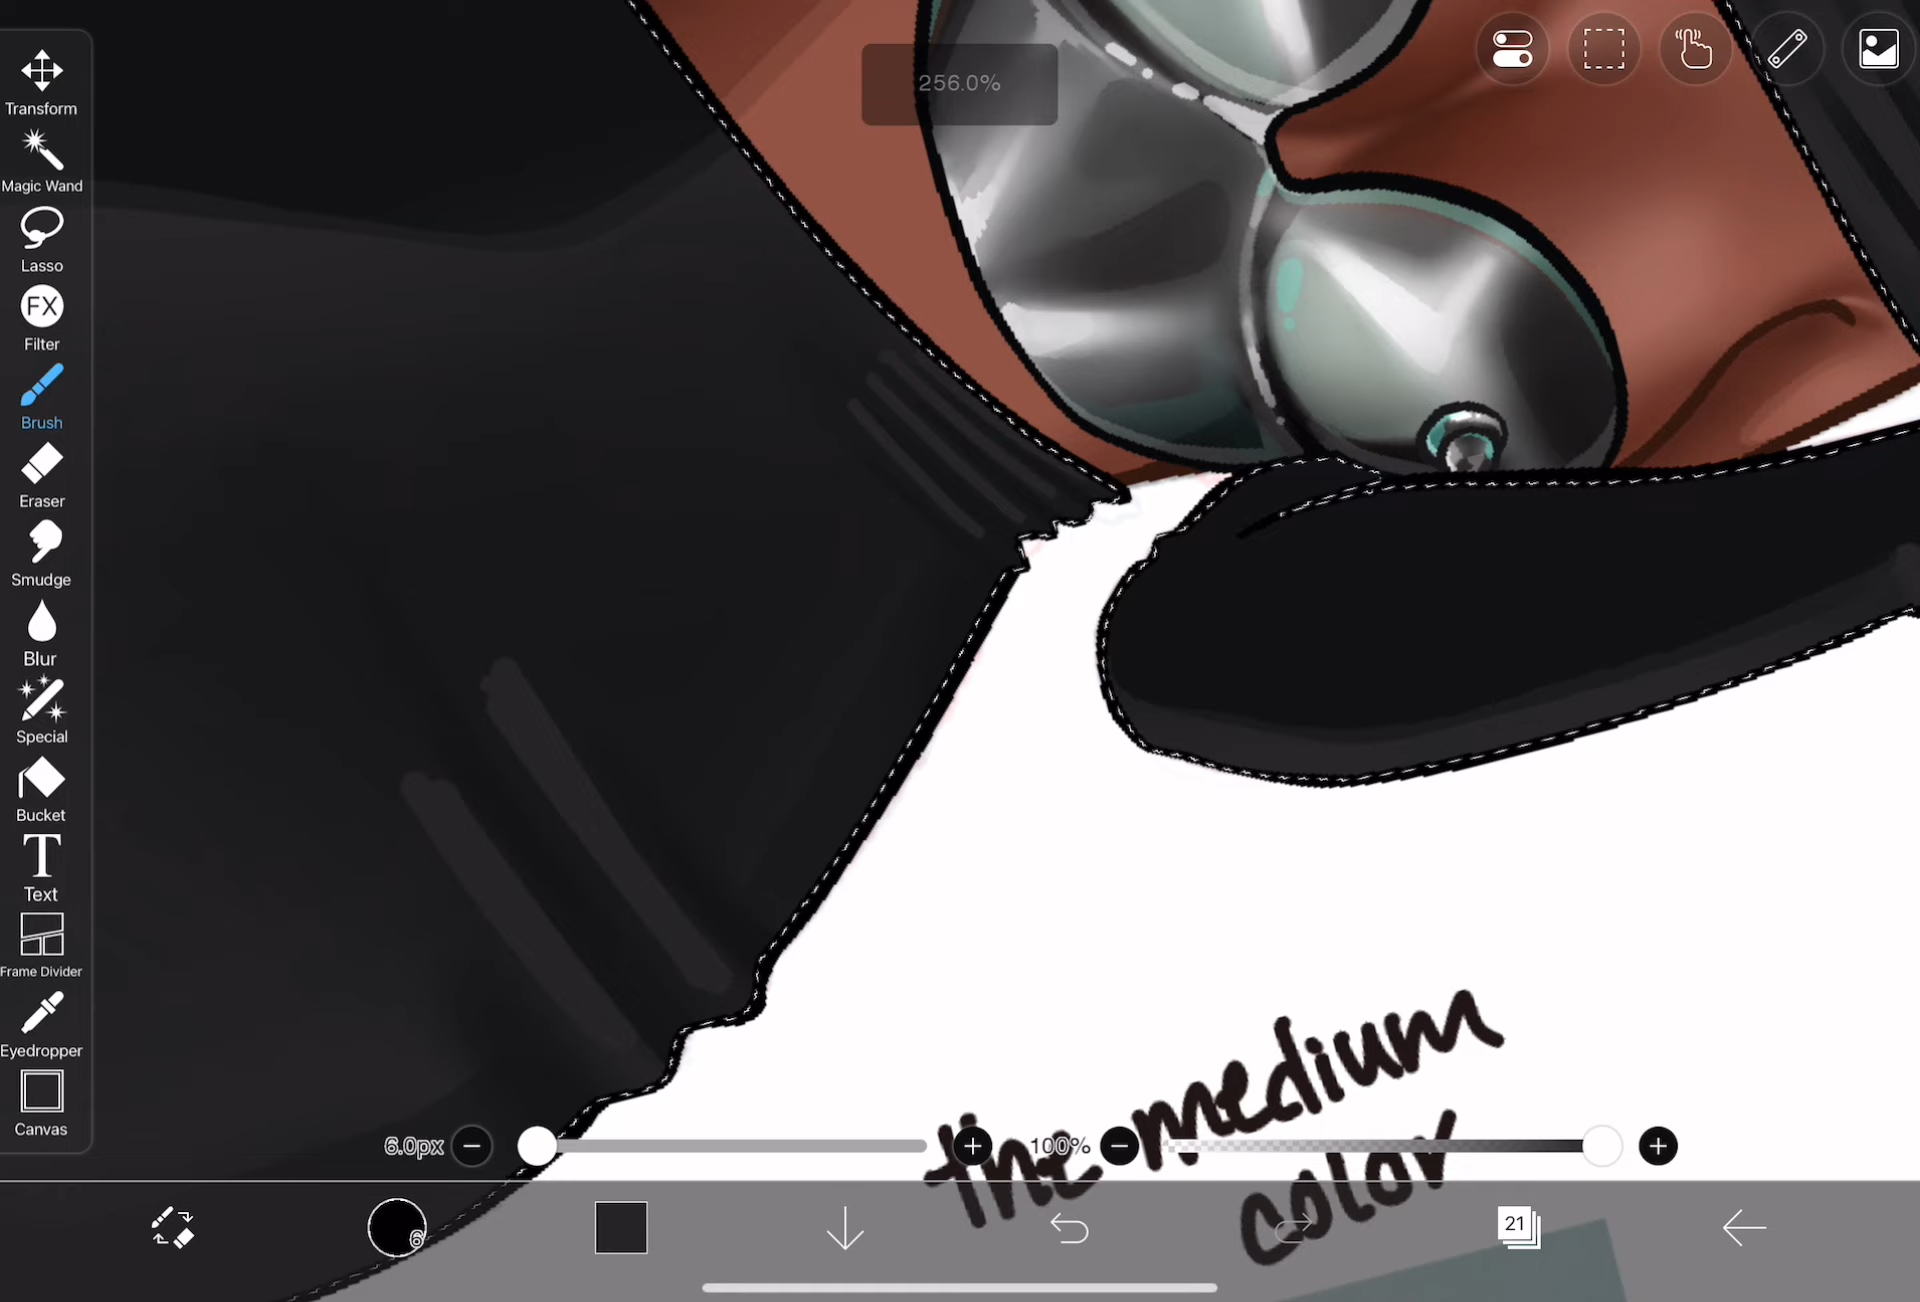 256.0%
Transform
Magic Wand
Lasso
FX
Filter
Brush
Eraser
Smudge
Blur
Special
Bucket
T
Text
Frame Divider
Eyedropper
Canvas
the medium
color
6.0px
100%
6
21